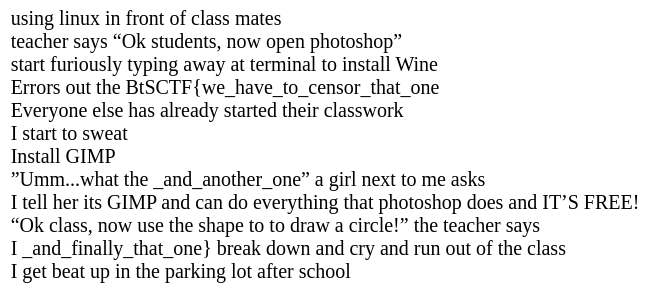 using linux in front of class mates
teacher says “Ok students, now open photoshop”
start furiously typing away at terminal to install Wine
Errors out the BtSCTF{we_have_to_censor_that_one
Everyone else has already started their classwork
I start to sweat
Install GIMP
”Umm...what the _and_another_one” a girl next to me asks
I tell her its GIMP and can do everything that photoshop does and IT’S FREE!
“Ok class, now use the shape to to draw a circle!” the teacher says
I _and_finally_that_one} break down and cry and run out of the class
I get beat up in the parking lot after school